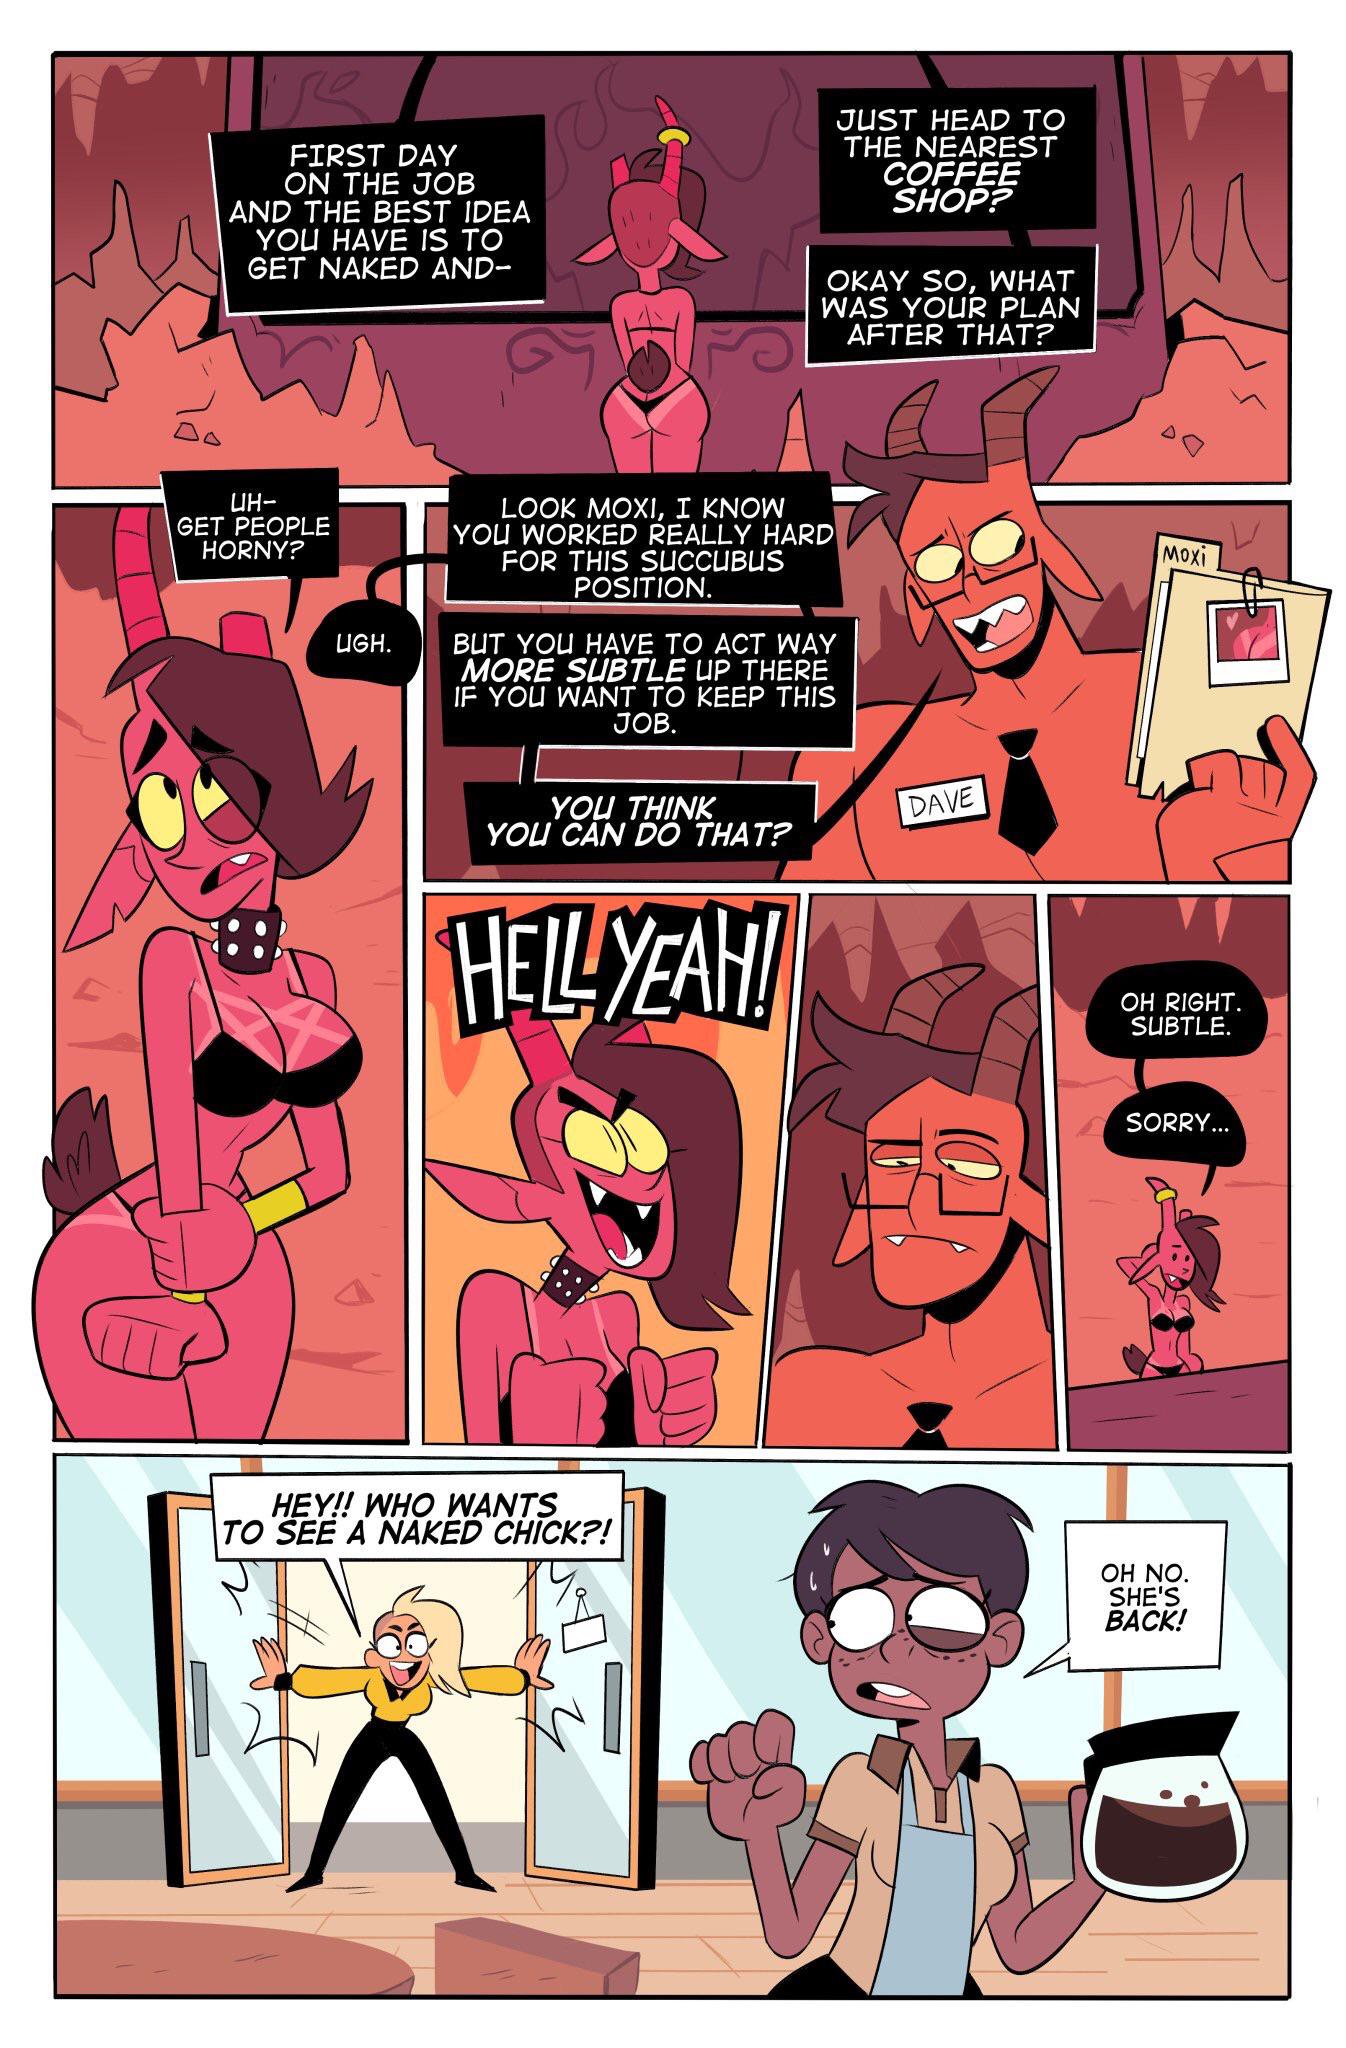 FIRST DAY
ON THE JOB
AND THE BEST IDEA
YOU HAVE IS TO
GET NAKED AND-
JUST HEAD TO
THE NEAREST
COFFEE
SHOP?
OKAY SO, WHAT
WAS YOUR PLAN
AFTER THAT?
UH-
GET PEOPLE
HORNY?
UGH.
LOOK MOXI, I KNOW
YOU WORKED REALLY HARD
FOR THIS SUCCUBUS
POSITION.
BUT YOU HAVE TO ACT WAY
MORE SUBTLE UP THERE
IF YOU WANT TO KEEP THIS
JOB.
YOU THINK
YOU CAN DO THAT?
MOXi
DAVE
HELL YEAH!
OH RIGHT.
SUBTLE.
SORRY...
HEY!! WHO WANTS
TO SEE A NAKED CHICK?!
OH NO.
SHE'S
BACK!